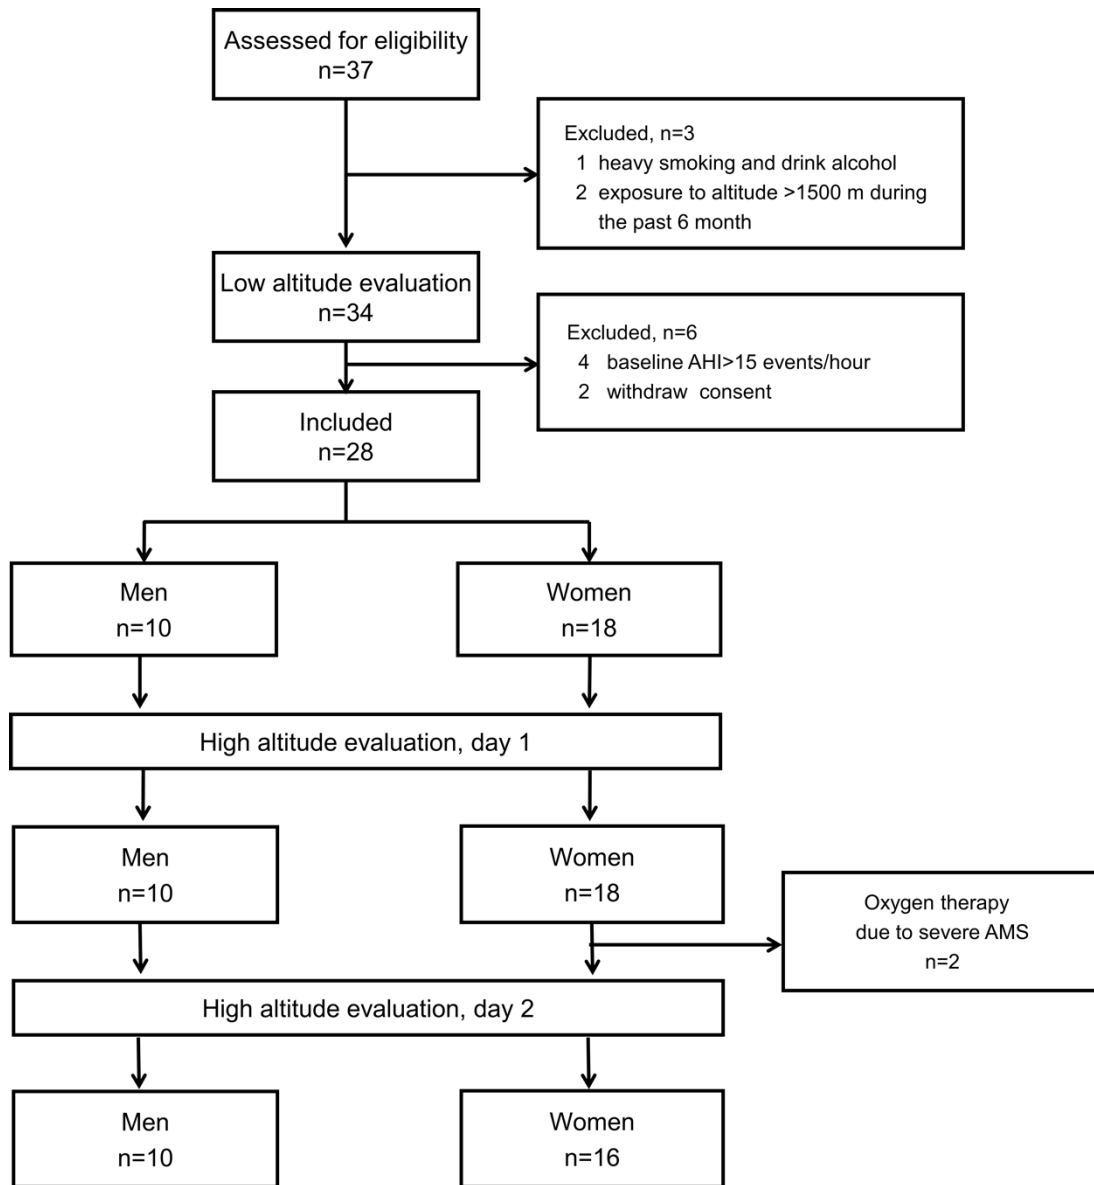 Assessed for eligibility
n=37
Excluded, n=3
1 heavy smoking and drink alcohol
2 exposure to altitude >1500 m during
the past 6 month
Low altitude evaluation
n=34
Excluded, n=6
4 baseline AHI>15 events/hour
2 withdraw consent
Included
n=28
Men
n=10
Women
n=18
High altitude evaluation, day 1
Men
n=10
Women
n=18
Oxygen therapy
due to severe AMS
n=2
High altitude evaluation, day 2
Men
n=10
Women
n=16